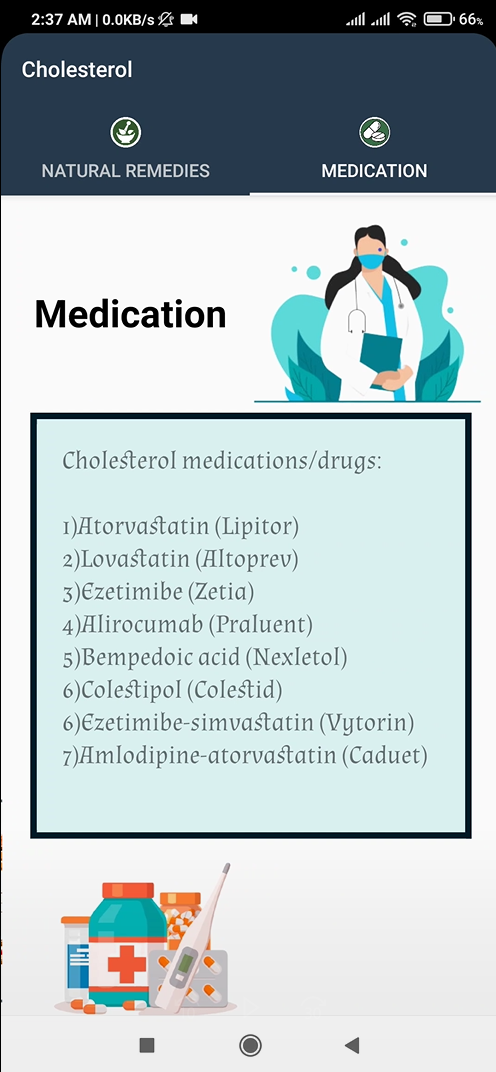 2:37 AM | 0.0KB/s
66%
Cholesterol
NATURAL REMEDIES
MEDICATION
Medication
Cholesterol medications/drugs:
1)Atorvastatin (Lipitor)
2)Lovastatin (Altoprev)
3)Ezetimibe (Zetia)
4)Alirocumab (Praluent)
5)Bempedoic acid (Nexletol)
6)Colestipol (Colestid)
6)Ezetimibe-simvastatin (Vytorin)
7)Amlodipine-atorvastatin (Caduet)